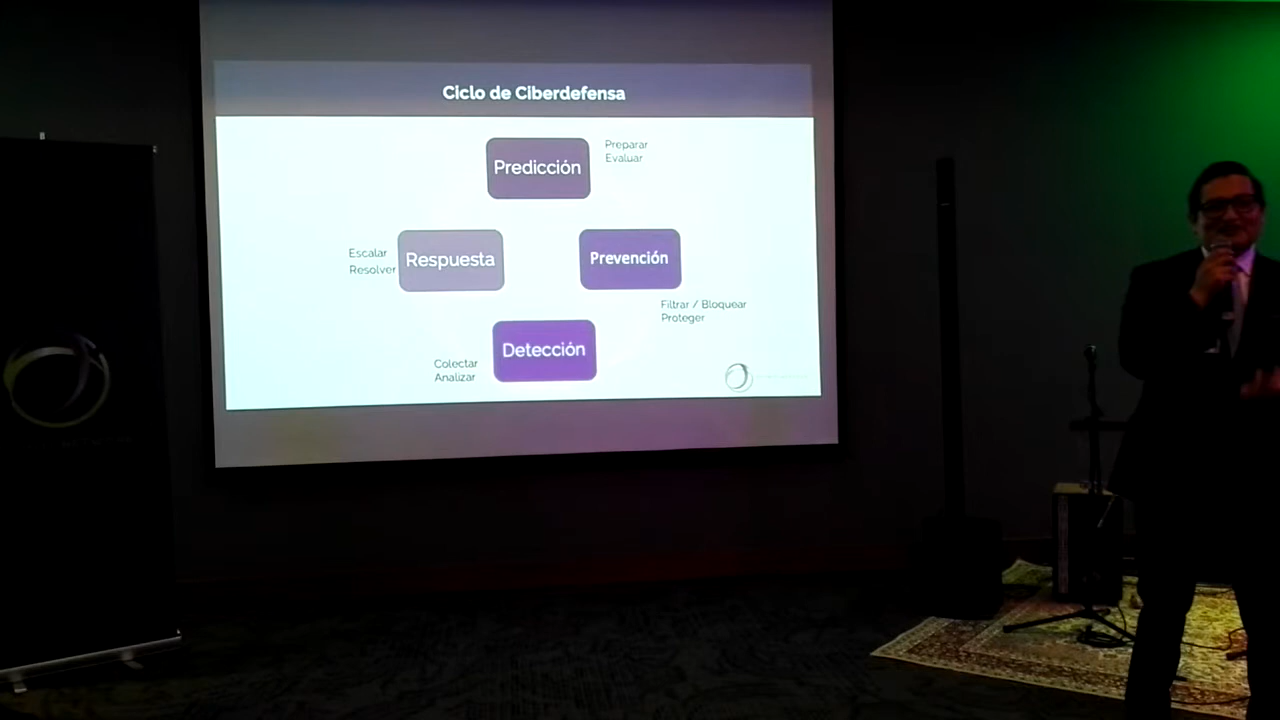 Ciclo de Ciberdefensa
Predicción
Preparar
Evaluar
Prevención
Filtrar / Bloquear
Proteger
Detección
Colectar
Analizar
Respuesta
Escalar
Resolver